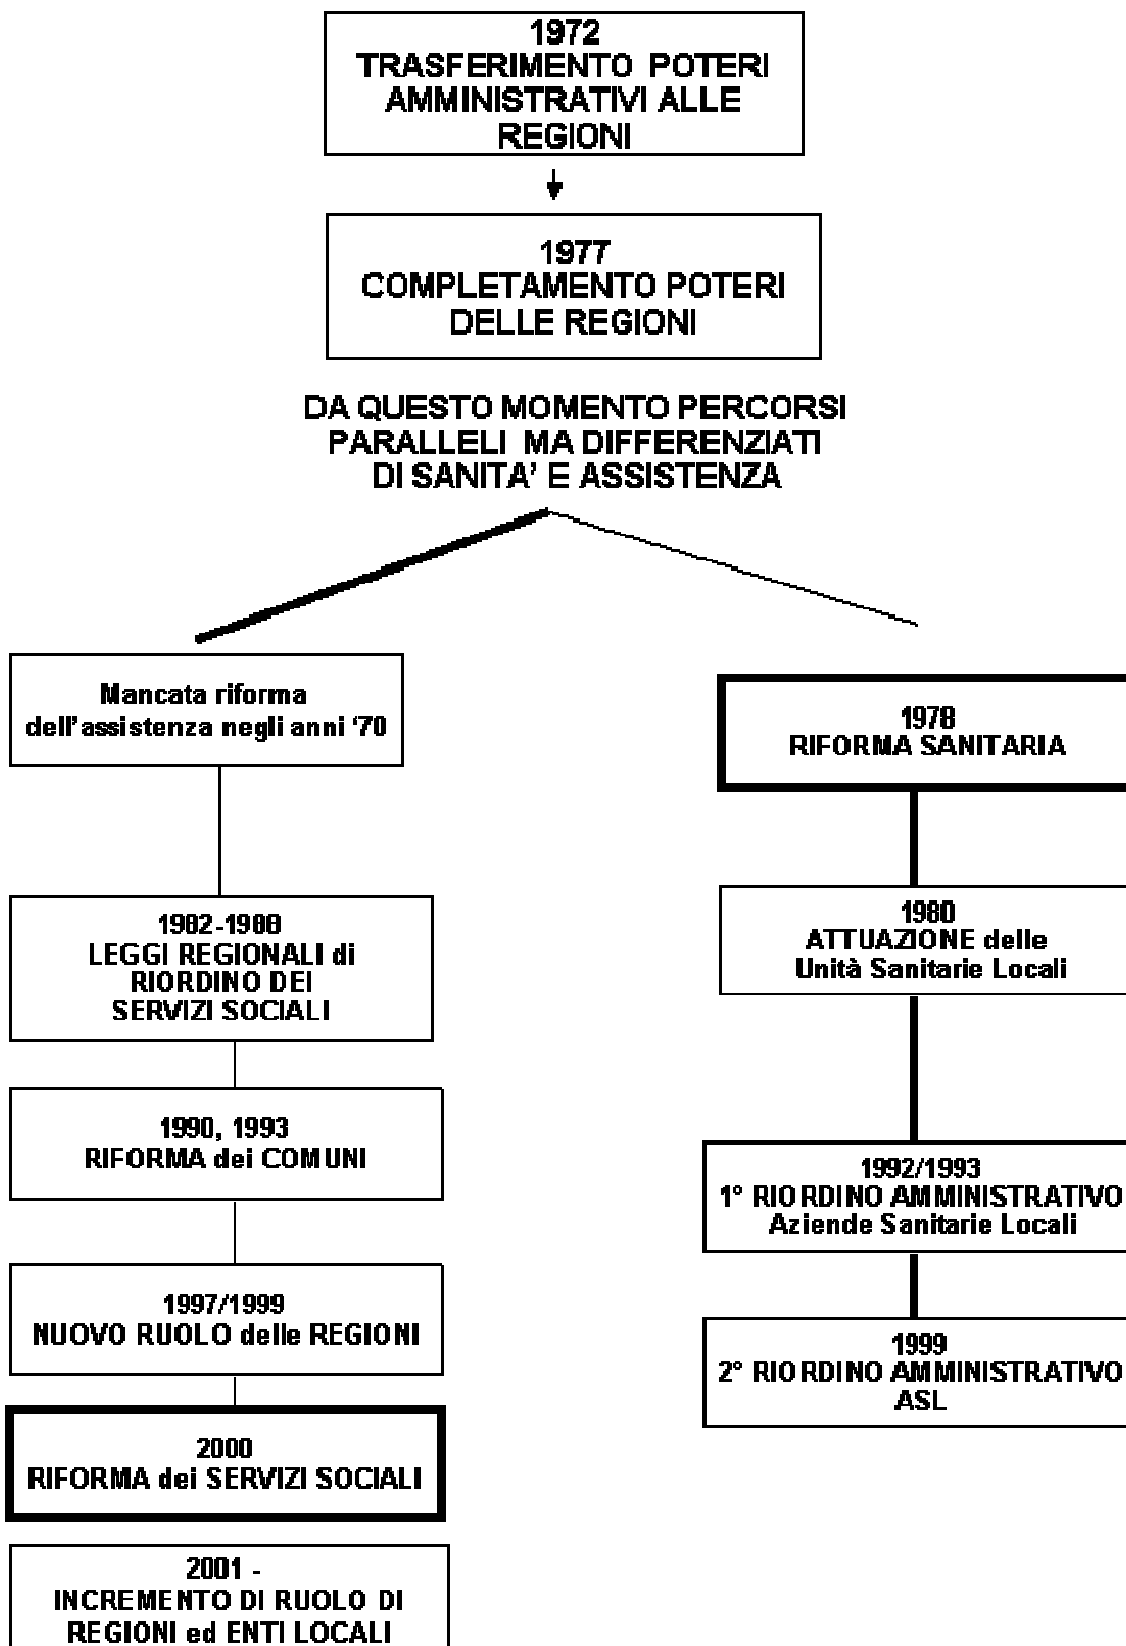 1972
TRASFERIMENTO POTERI
AMMINISTRATIVI ALLE
REGIONI
1977
COMPLETAMENTO POTERI
DELLE REGIONI
DA QUESTO MOMENTO PERCORSI
PARALLELI MA DIFFERENZIATI
DI SANITA' E ASSISTENZA
Mancata riforma
dell'assistenza negli anni '70
1982-1988
LEGGI REGIONALI di
RIORDINO DEI
SERVIZI SOCIALI
1990, 1993
RIFORMA dei COMUNI
1997/1999
NUOVO RUOLO delle REGIONI
2000
RIFORMA dei SERVIZI SOCIALI
2001 -
INCREMENTO DI RUOLO DI
REGIONI ed ENTI LOCALI
1978
RIFORMA SANITARIA
1980
ATTUAZIONE delle
Unità Sanitarie Locali
1992/1993
1° RIORDINO AMMINISTRATIVO
Aziende Sanitarie Locali
1999
2° RIORDINO AMMINISTRATIVO
ASL